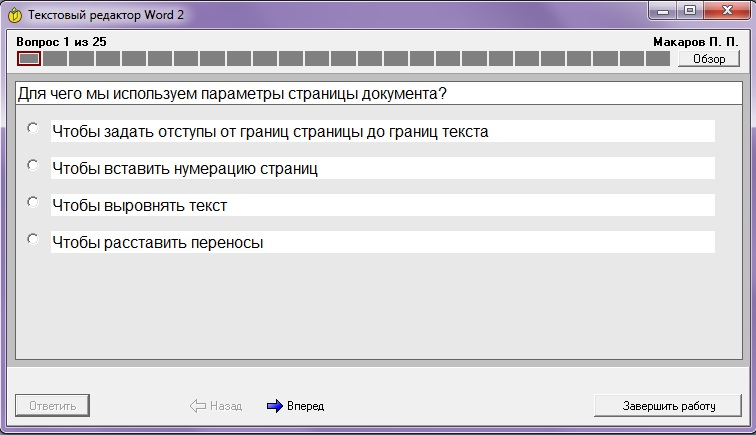 Текстовый редактор Word 2
Вопрос 1 из 25
Макаров П. П.
Обзор
Для чего мы используем параметры страницы документа?
Чтобы задать отступы от границ страницы до границ текста
Чтобы вставить нумерацию страниц
Чтобы выровнять текст
Чтобы расставить переносы
Ответить
Назад
Вперед
Завершить работу